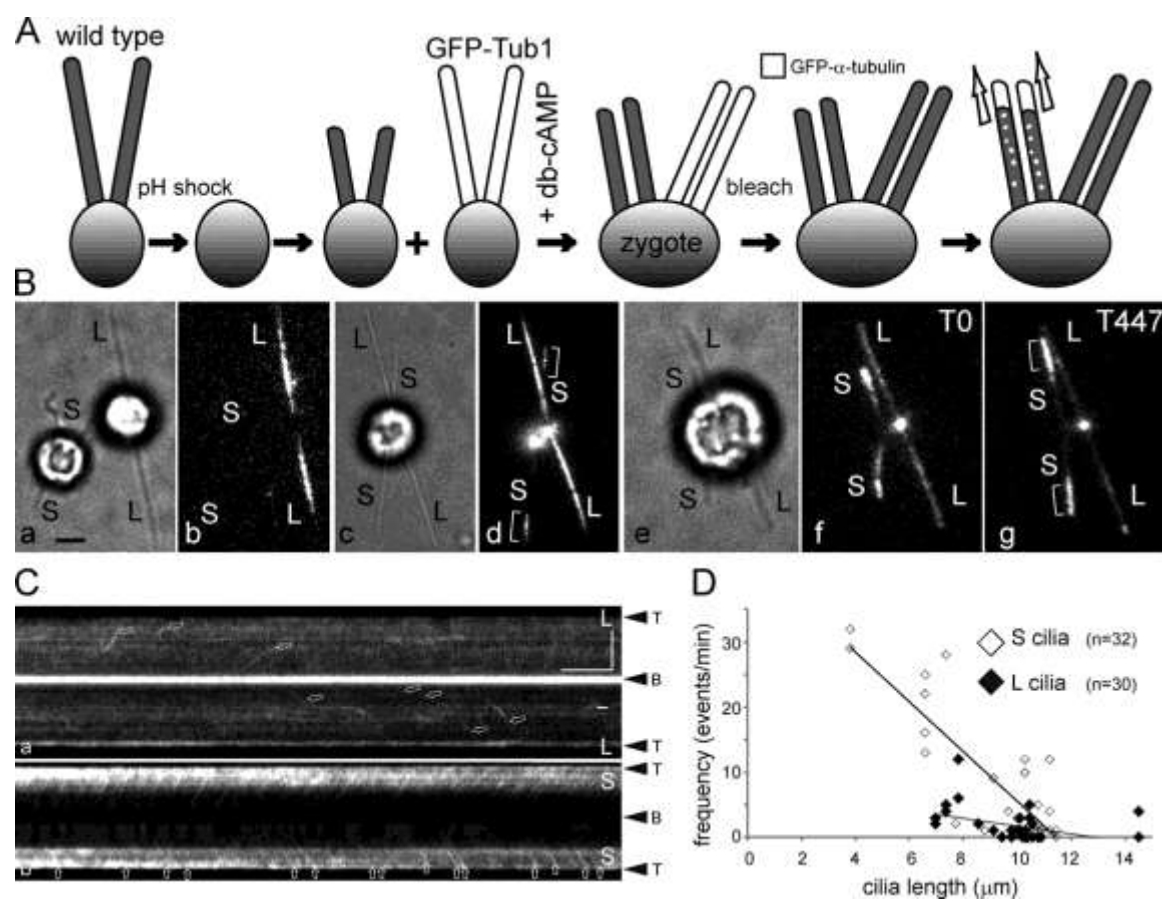 A
wild type
GFP-Tub1
GFP-α-tubulin
pH shock
+
+ db-cAMP
zygote
bleach
B
L
S
S
L
a
L
S
S
L
b
L
S
S
L
c
L
S
S
L
d
L
S
S
L
e
T0
L
S
S
L
f
T447
L
S
S
L
g
C
L
T
B
a
L
T
S
T
B
S
T
D
frequency (events/min)
30
20
10
0
S cilia (n=32)
L cilia (n=30)
2
4
6
8
10
12
14
cilia length (μm)